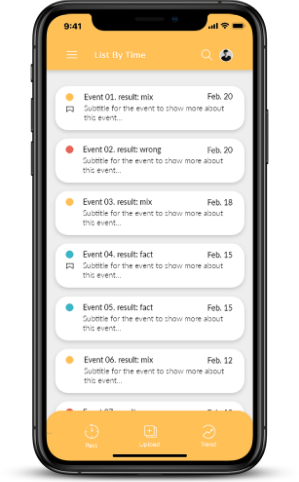 9:41
List By Time
Event 01. result: mix Feb. 20
Subtitle for the event to show more about
this event...
Event 02. result: wrong Feb. 20
Subtitle for the event to show more about
this event...
Event 03. result: mix Feb. 18
Subtitle for the event to show more about
this event...
Event 04. result: fact Feb. 15
Subtitle for the event to show more about
this event...
Event 05. result: fact Feb. 15
Subtitle for the event to show more about
this event...
Event 06. result: mix Feb. 12
Subtitle for the event to show more about
this event...
Upload
Trend